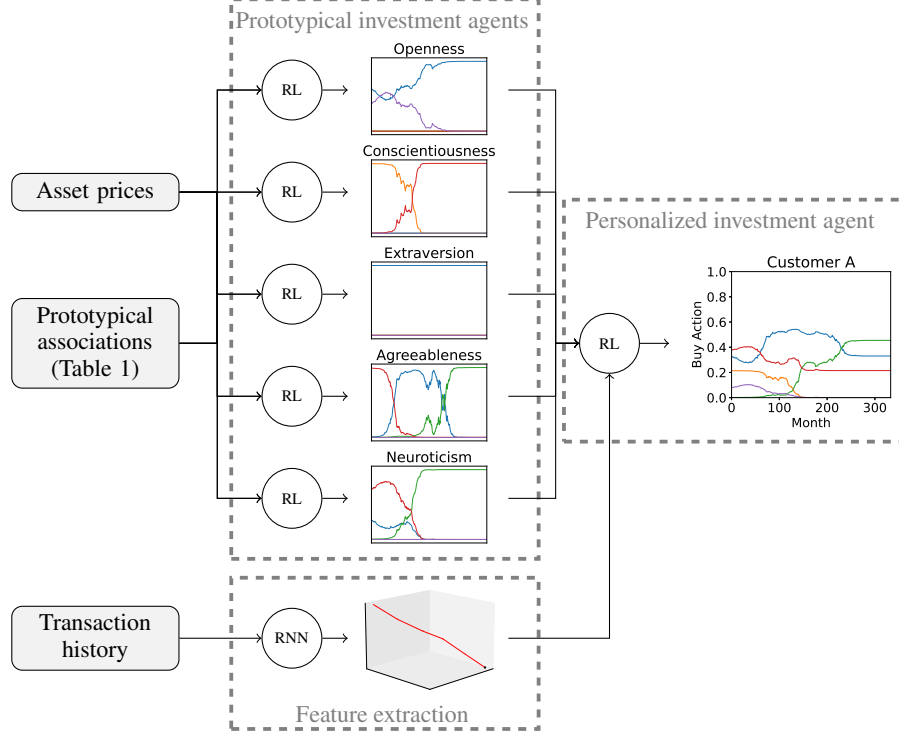 Prototypical investment agents
Openness
RL
Conscientiousness
Asset prices
RL
Personalized investment agent
Extraversion
RL
Customer A
Prototypical
associations
(Table 1)
RL
Buy Action
1.0
0.8
0.6
0.4
0.2
0.0
0 100 200 300
Month
Agreeableness
RL
Neuroticism
RL
Transaction
history
RNN
Feature extraction